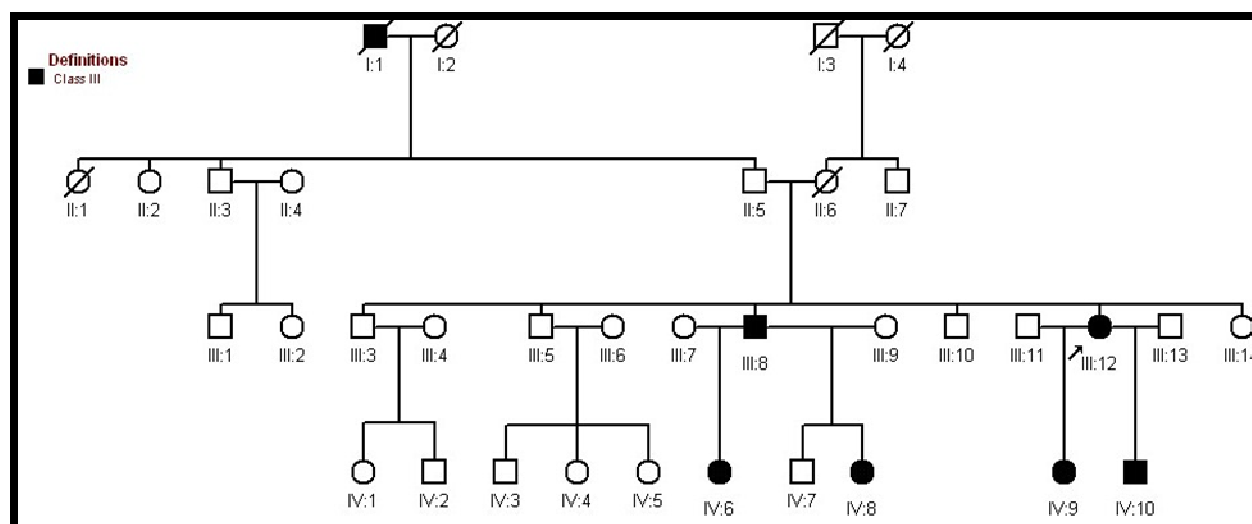 Definitions
Class III
I:1 I:2 I:3 I:4
II:1 II:2 II:3 II:4 II:5 II:6 II:7
III:1 III:2 III:3 III:4 III:5 III:6 III:7 III:8 III:9 III:10 III:11 III:12 III:13 III:14
IV:1 IV:2 IV:3 IV:4 IV:5 IV:6 IV:7 IV:8 IV:9 IV:10